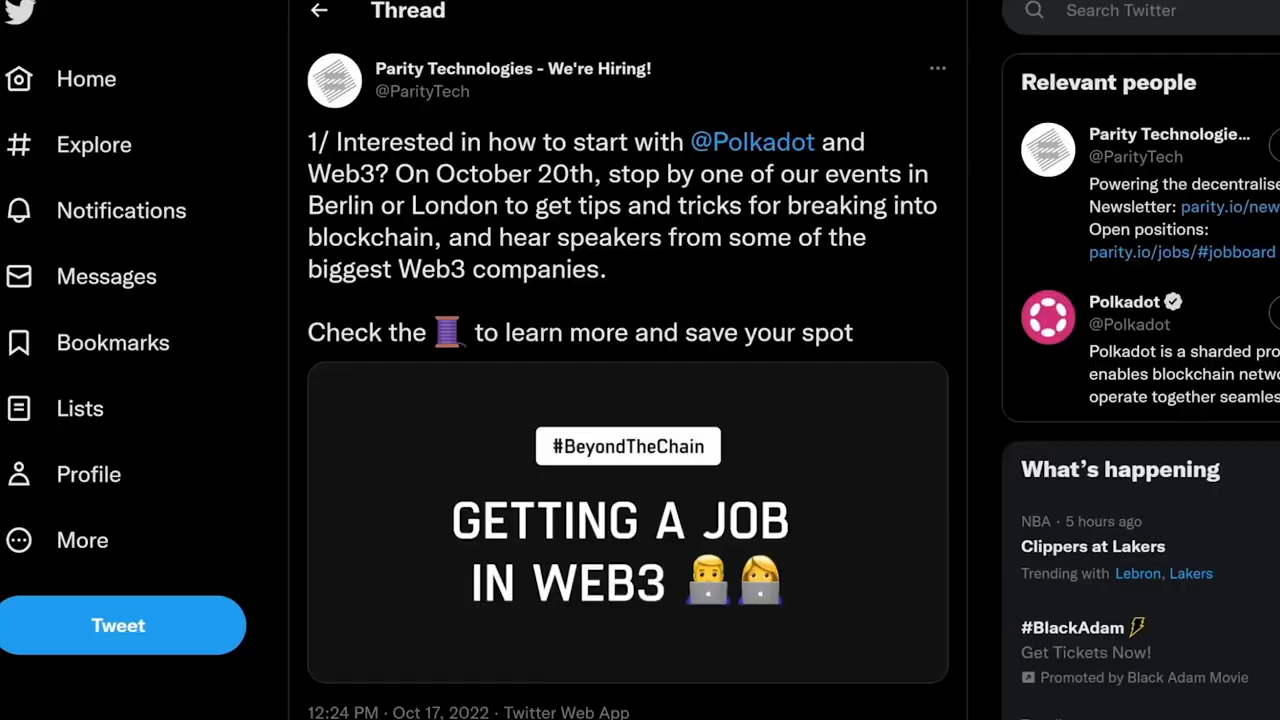 Home
Explore
Notifications
Messages
Bookmarks
Lists
Profile
More
Tweet
Thread
Parity Technologies - We're Hiring!
@ParityTech
1/ Interested in how to start with @Polkadot and
Web3? On October 20th, stop by one of our events in
Berlin or London to get tips and tricks for breaking into
blockchain, and hear speakers from some of the
biggest Web3 companies.
Check the 🧵 to learn more and save your spot
#BeyondTheChain
GETTING A JOB
IN WEB3 👨‍💻👩‍💻
12:24 PM · Oct 17, 2022 · Twitter Web App
Search Twitter
Relevant people
Parity Technologie...
@ParityTech
Powering the decentralise
Newsletter: parity.io/new
Open positions:
parity.io/jobs/#jobboard
Polkadot
@Polkadot
Polkadot is a sharded pro
enables blockchain netw
operate together seamles
What's happening
NBA · 5 hours ago
Clippers at Lakers
Trending with Lebron, Lakers
#BlackAdam
Get Tickets Now!
Promoted by Black Adam Movie